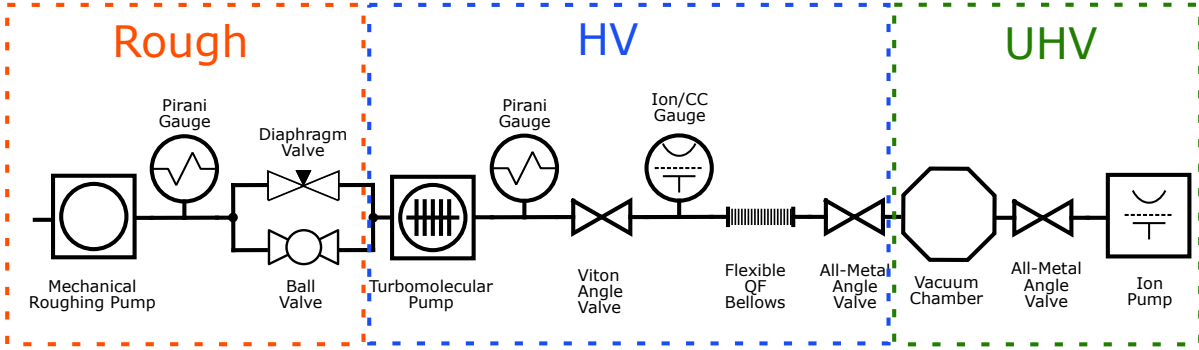 Rough
HV
UHV
Pirani
Gauge
Diaphragm
Valve
Pirani
Gauge
Ion/CC
Gauge
Mechanical
Roughing Pump
Ball
Valve
Turbomolecular
Pump
Viton
Angle
Valve
Flexible
QF
Bellows
All-Metal
Angle
Valve
Vacuum
Chamber
All-Metal
Angle
Valve
Ion
Pump